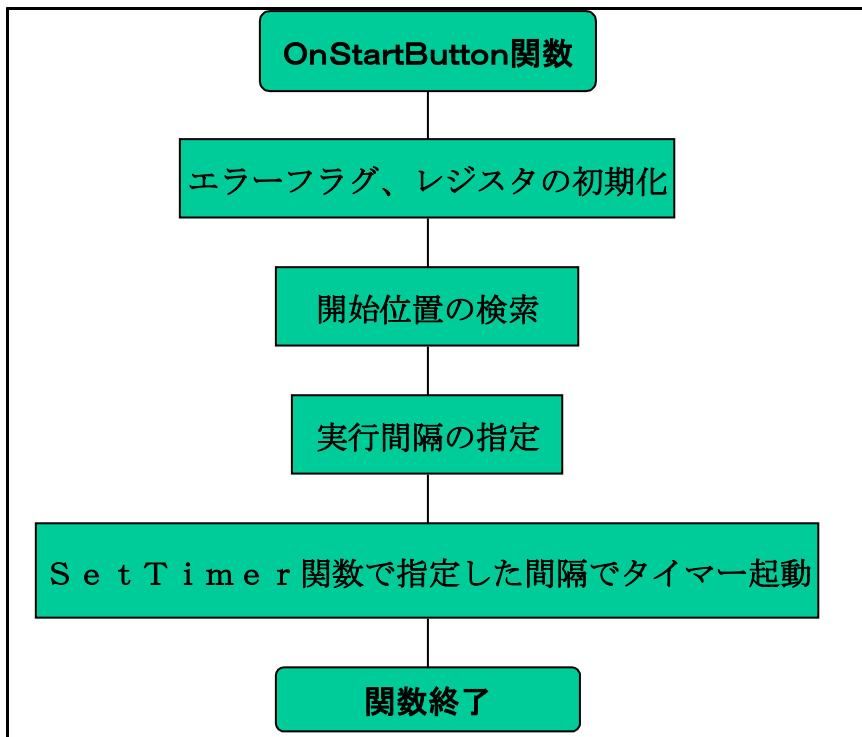 OnStartButton関数
エラーフラグ、レジスタの初期化
開始位置の検索
実行間隔の指定
ＳｅｔＴｉｍｅｒ関数で指定した間隔でタイマー起動
関数終了